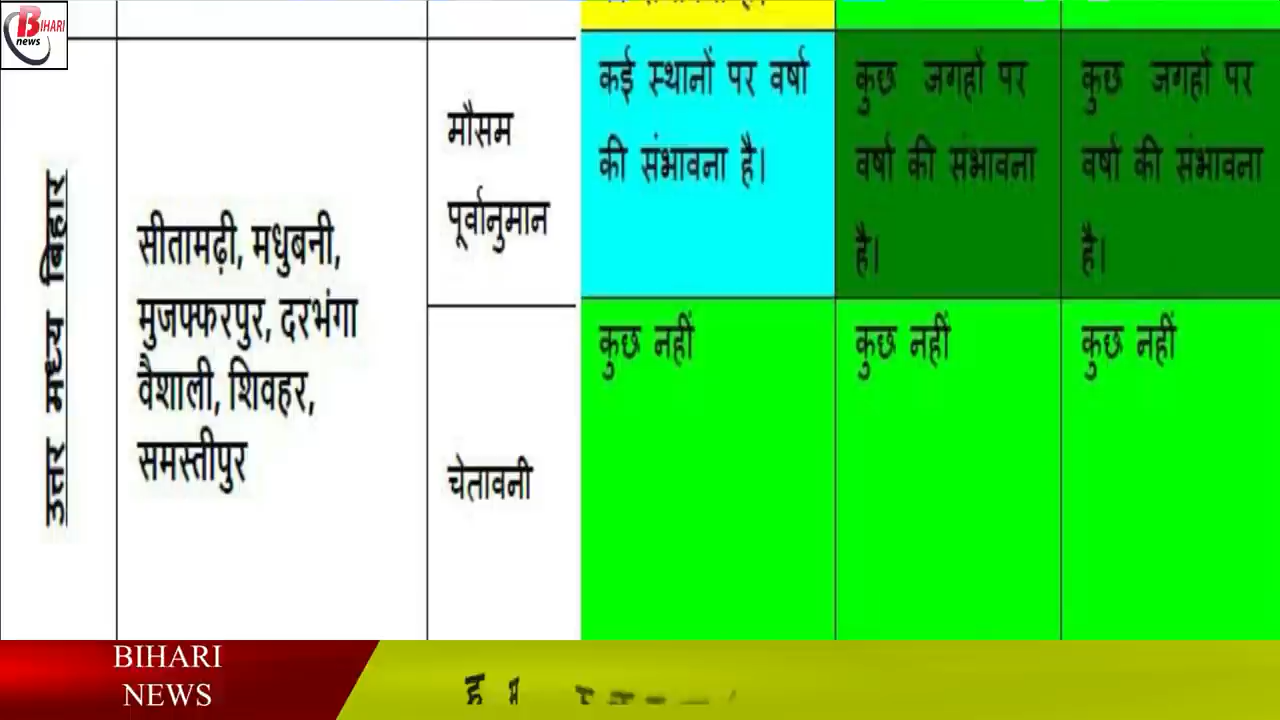 BIHARI
news
उत्तर मध्य बिहार
सीतामढ़ी, मधुबनी,
मुजफ्फरपुर, दरभंगा
वैशाली, शिवहर,
समस्तीपुर
मौसम
पूर्वानुमान
कई स्थानों पर वर्षा
की संभावना है।
कुछ जगहों पर
वर्षा की संभावना
है।
कुछ जगहों पर
वर्षा की संभावना
है।
चेतावनी
कुछ नहीं
कुछ नहीं
कुछ नहीं
BIHARI
NEWS